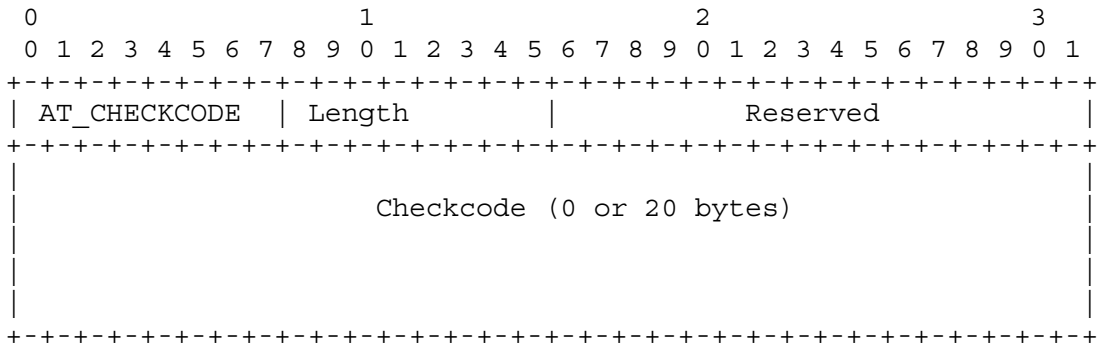 0                   1                   2                   3
 0 1 2 3 4 5 6 7 8 9 0 1 2 3 4 5 6 7 8 9 0 1 2 3 4 5 6 7 8 9 0 1
+-+-+-+-+-+-+-+-+-+-+-+-+-+-+-+-+-+-+-+-+-+-+-+-+-+-+-+-+-+-+-+-+
| AT_CHECKCODE  | Length        |           Reserved            |
+-+-+-+-+-+-+-+-+-+-+-+-+-+-+-+-+-+-+-+-+-+-+-+-+-+-+-+-+-+-+-+-+
|                                                               |
|                     Checkcode (0 or 20 bytes)                 |
|                                                               |
|                                                               |
|                                                               |
+-+-+-+-+-+-+-+-+-+-+-+-+-+-+-+-+-+-+-+-+-+-+-+-+-+-+-+-+-+-+-+-+